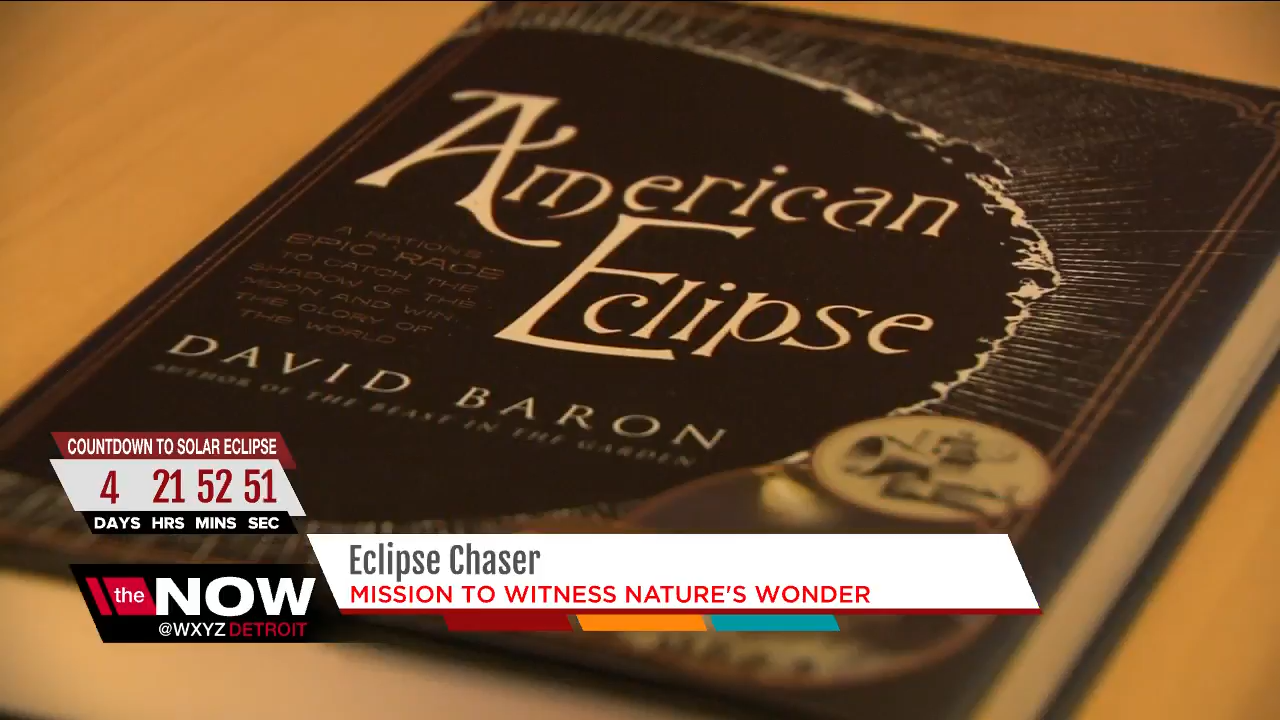 American
Eclipse
A NATION'S
EPIC RACE
TO CATCH THE
SHADOW OF THE
MOON AND WIN
THE GLORY OF
THE WORLD
DAVID BARON
AUTHOR OF THE BEAST IN THE GARDEN
COUNTDOWN TO SOLAR ECLIPSE
4 21 52 51
DAYS HRS MINS SEC
Eclipse Chaser
MISSION TO WITNESS NATURE'S WONDER
the NOW
@WXYZ DETROIT